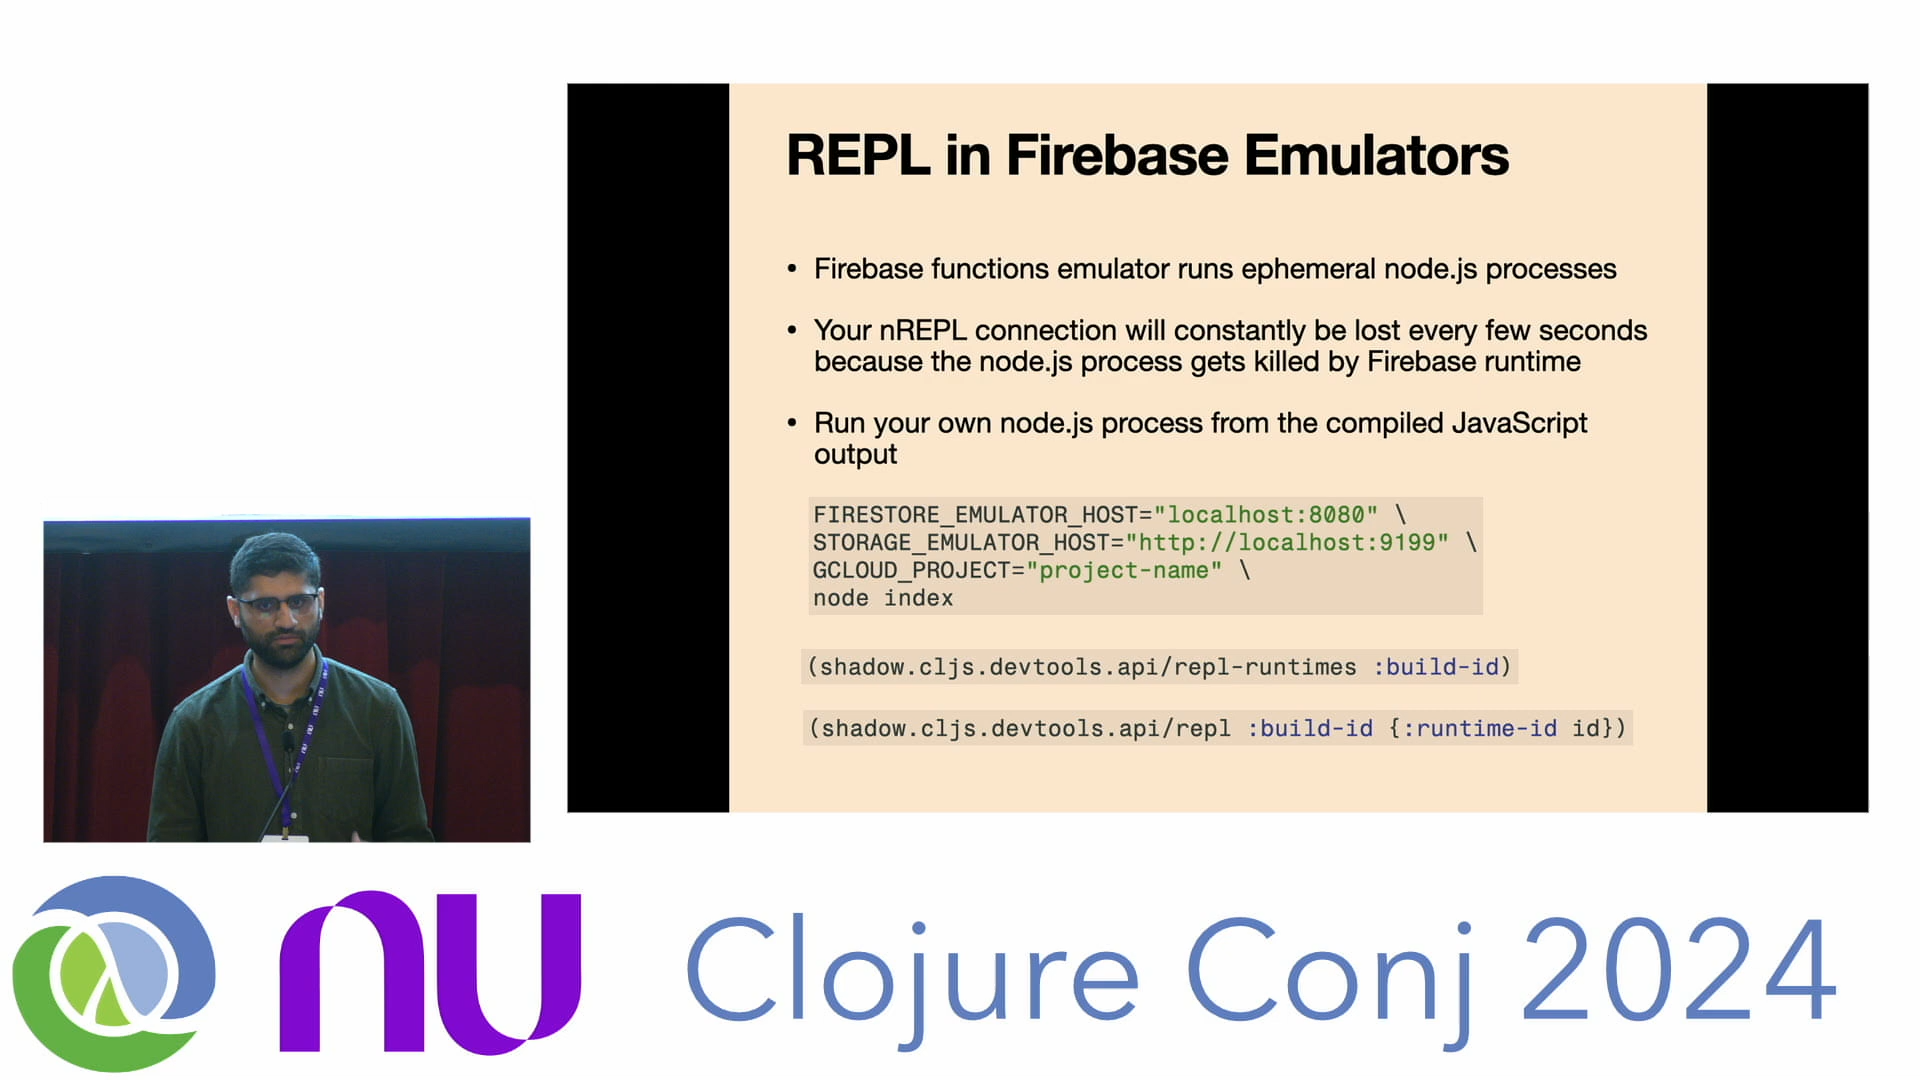 REPL in Firebase Emulators
• Firebase functions emulator runs ephemeral node.js processes
• Your nREPL connection will constantly be lost every few seconds
because the node.js process gets killed by Firebase runtime
• Run your own node.js process from the compiled JavaScript
output
FIRESTORE_EMULATOR_HOST="localhost:8080" \
STORAGE_EMULATOR_HOST="http://localhost:9199" \
GCLOUD_PROJECT="project-name" \
node index
(shadow.cljs.devtools.api/repl-runtimes :build-id)
(shadow.cljs.devtools.api/repl :build-id {:runtime-id id})
nu
Clojure Conj 2024